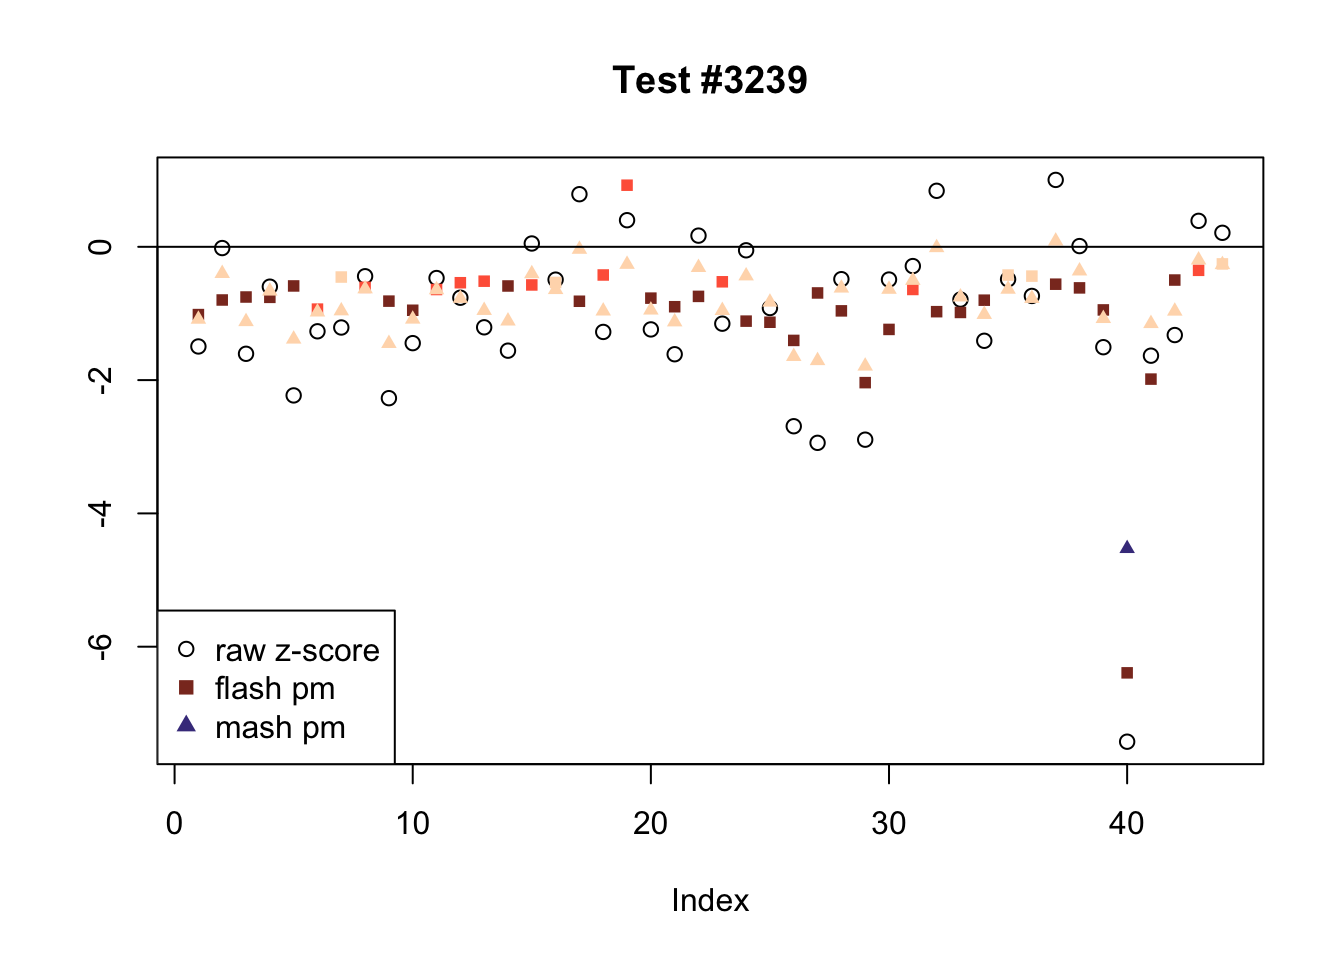 Test #3239
0
-2
-4
-6
raw z-score
flash pm
mash pm
0 10 20 30 40
Index